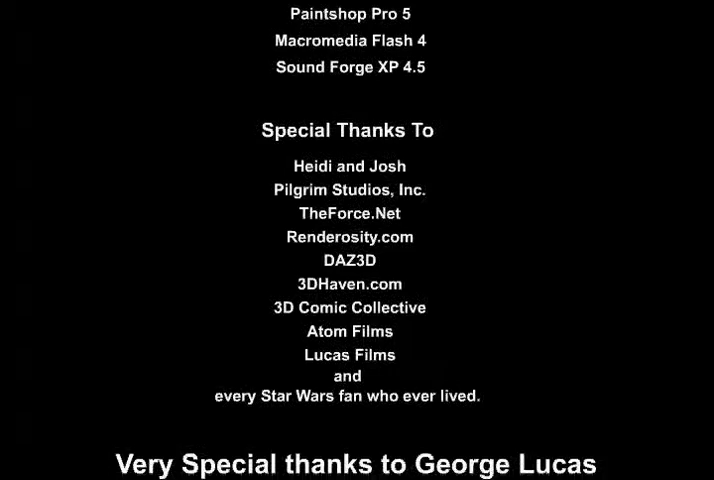 Paintshop Pro 5
Macromedia Flash 4
Sound Forge XP 4.5
Special Thanks To
Heidi and Josh
Pilgrim Studios, Inc.
TheForce.Net
Renderosity.com
DAZ3D
3DHaven.com
3D Comic Collective
Atom Films
Lucas Films
and
every Star Wars fan who ever lived.
Very Special thanks to George Lucas